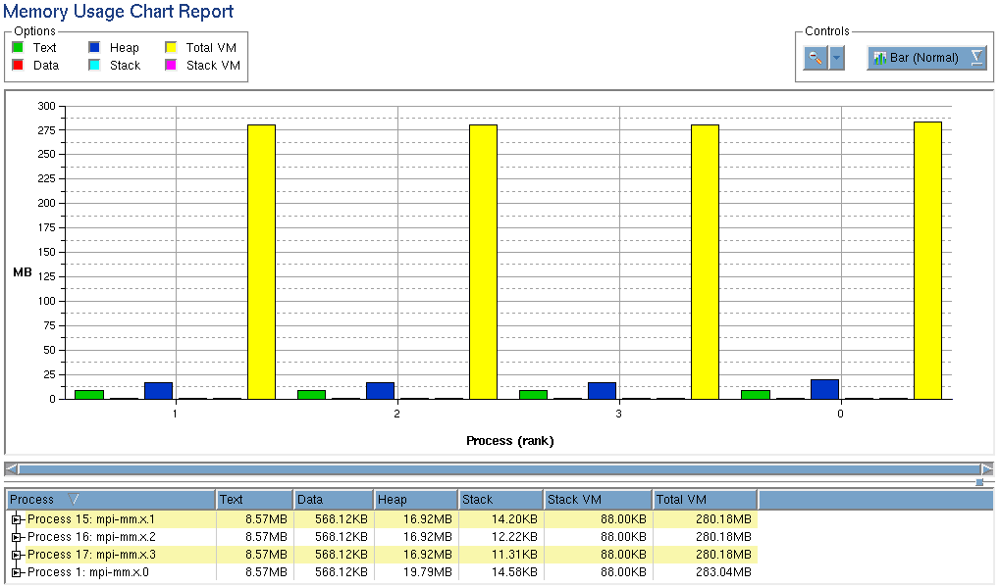 Memory Usage Chart Report
Options
Controls
Text Heap Total VM
Data Stack Stack VM
Bar (Normal)
300
275
250
225
200
175
150
MB
125
100
75
50
25
0
1 2 3 0
Process (rank)
Process Text Data Heap Stack Stack VM Total VM
Process 15: mpi-mm.x.1 8.57MB 568.12KB 16.92MB 14.20KB 88.00KB 280.18MB
Process 16: mpi-mm.x.2 8.57MB 568.12KB 16.92MB 12.22KB 88.00KB 280.18MB
Process 17: mpi-mm.x.3 8.57MB 568.12KB 16.92MB 11.31KB 88.00KB 280.18MB
Process 1: mpi-mm.x.0 8.57MB 568.12KB 19.79MB 14.58KB 88.00KB 283.04MB